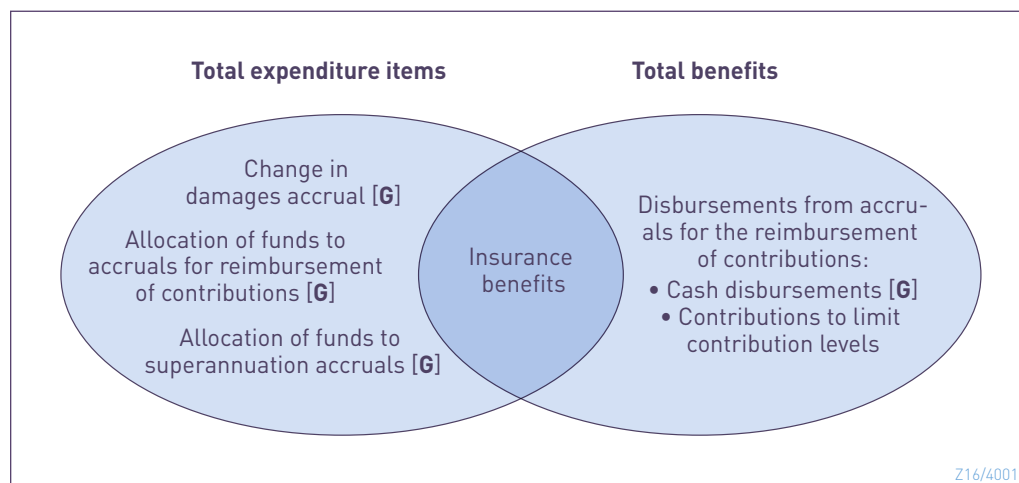 Total expenditure items
Total benefits
Change in
damages accrual [G]
Allocation of funds to
accruals for reimbursement
of contributions [G]
Allocation of funds to
superannuation accruals [G]
Insurance
benefits
Disbursements from accru-
als for the reimbursement
of contributions:
• Cash disbursements [G]
• Contributions to limit
contribution levels
Z16/4001